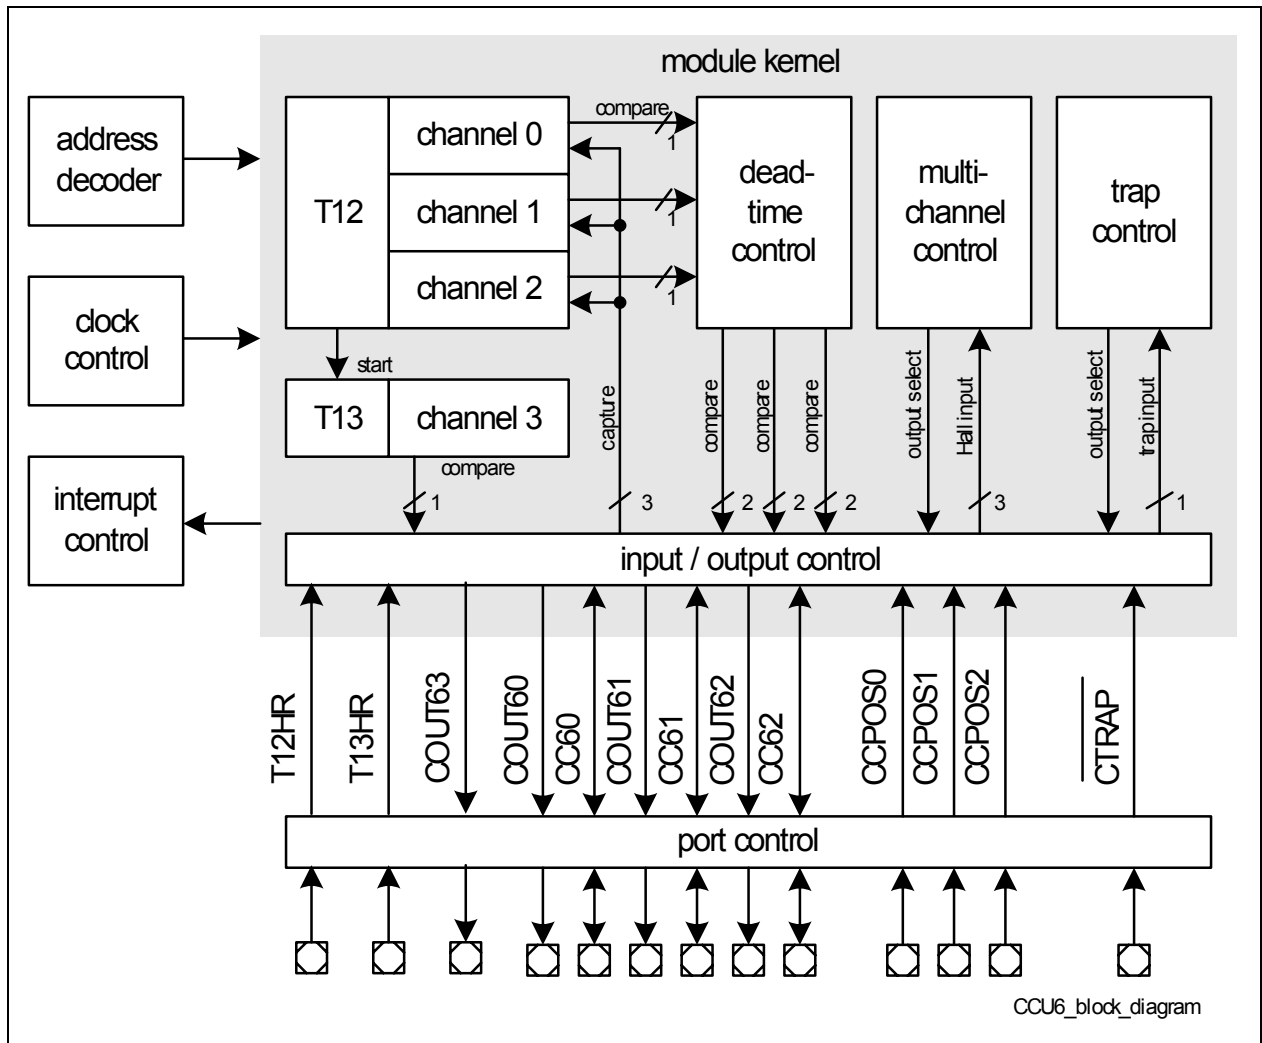 module kernel
address
decoder
clock
control
interrupt
control
T12
channel 0
channel 1
channel 2
compare
1
1
1
dead-
time
control
multi-
channel
control
trap
control
start
T13
channel 3
compare
1
capture
3
compare
2
compare
2
compare
2
output select
Hall input
3
output select
trap input
1
input / output control
T12HR
T13HR
COUT63
COUT60
CC60
COUT61
CC61
COUT62
CC62
CCPOS0
CCPOS1
CCPOS2
CTRAP
port control
CCU6_block_diagram